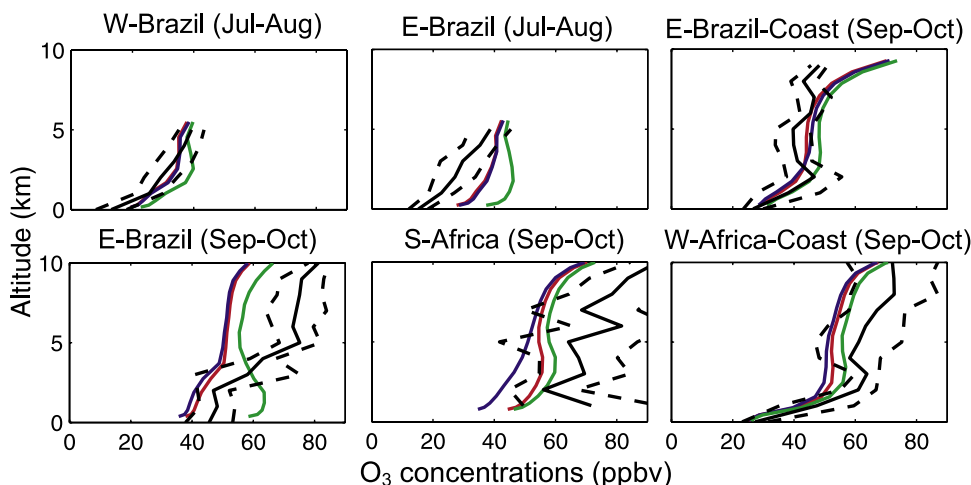 W-Brazil (Jul-Aug)
E-Brazil (Jul-Aug)
E-Brazil-Coast (Sep-Oct)
10
5
0
E-Brazil (Sep-Oct)
S-Africa (Sep-Oct)
W-Africa-Coast (Sep-Oct)
10
5
0
0 20 40 60 80
0 20 40 60 80
0 20 40 60 80
Altitude (km)
O3 concentrations (ppbv)